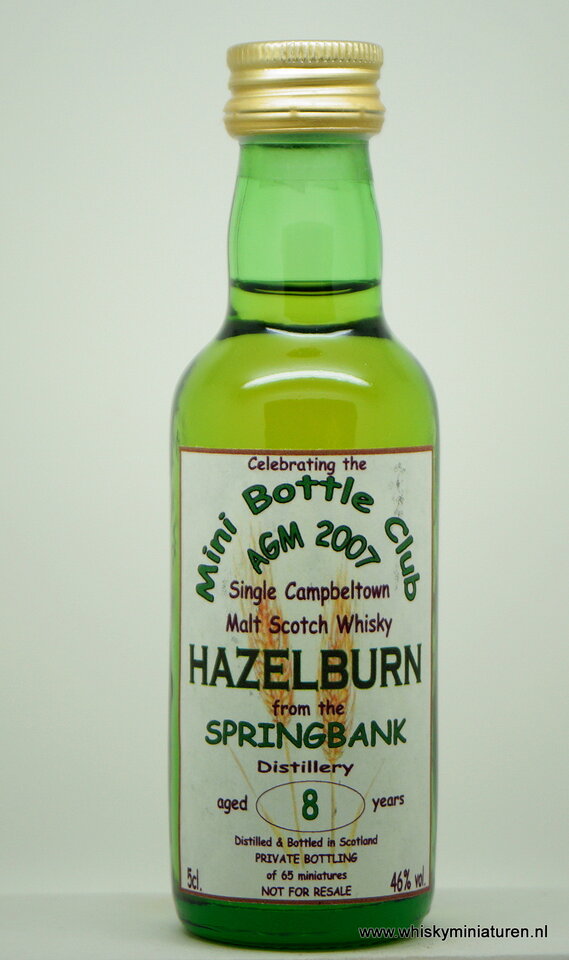 Celebrating the
Mini Bottle Club
AGM 2007
Single Campbeltown
Malt Scotch Whisky
HAZELBURN
from the
SPRINGBANK
Distillery
aged 8 years
Distilled & Bottled in Scotland
PRIVATE BOTTLING
of 65 miniatures
NOT FOR RESALE
5cl. 46% vol.
www.whiskyminiaturen.nl